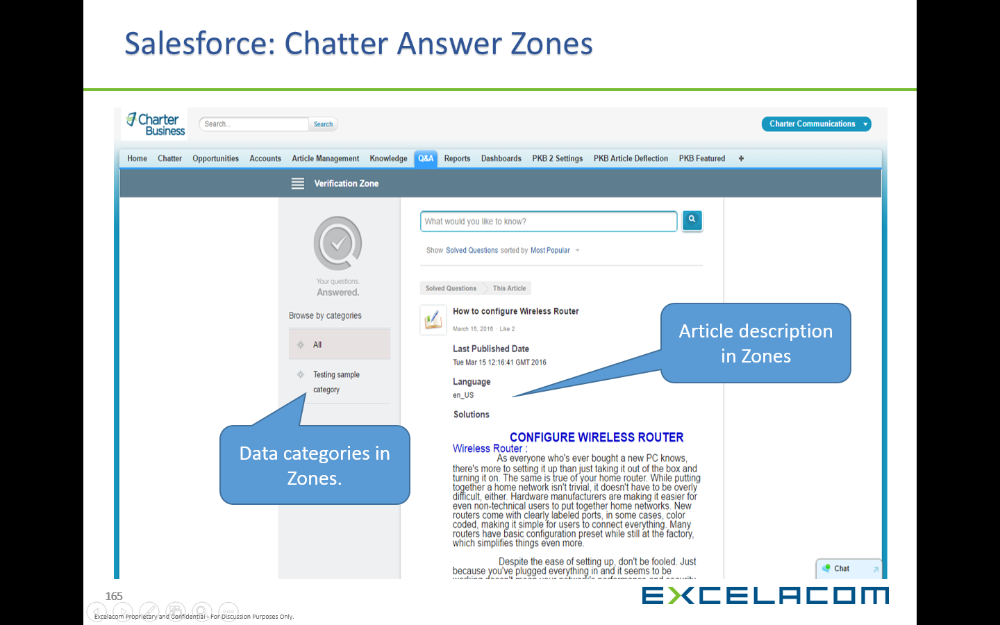 Salesforce: Chatter Answer Zones
Charter
Business
Search...
Search
Charter Communications
Home Chatter Opportunities Accounts Article Management Knowledge Q&A Reports Dashboards PKB 2 Settings PKB Article Deflection PKB Featured +
Verification Zone
Your questions.
Answered.
Browse by categories
All
Testing sample
category
Data categories in
Zones.
What would you like to know?
Show Solved Questions sorted by Most Popular
Solved Questions This Article
How to configure Wireless Router
March 15, 2016 · Like 2
Last Published Date
Tue Mar 15 12:16:41 GMT 2016
Language
en_US
Solutions
Article description
in Zones
CONFIGURE WIRELESS ROUTER
Wireless Router :
As everyone who's ever bought a new PC knows,
there's more to setting it up than just taking it out of the box and
turning it on. The same is true of your home router. While putting
together a home network isn't trivial, it doesn't have to be overly
difficult, either. Hardware manufacturers are making it easier for
even non-technical users to put together home networks. New
routers come with clearly labeled ports, in some cases, color
coded, making it simple for users to connect everything. Many
routers have basic configuration preset while still at the factory,
which simplifies things even more.
Despite the ease of setting up, don't be fooled. Just
because you've plugged everything in and it seems to be
working doesn't mean your network's performance and security
Chat
165
EXCELACOM
Excelacom Proprietary and Confidential - For Discussion Purposes Only.